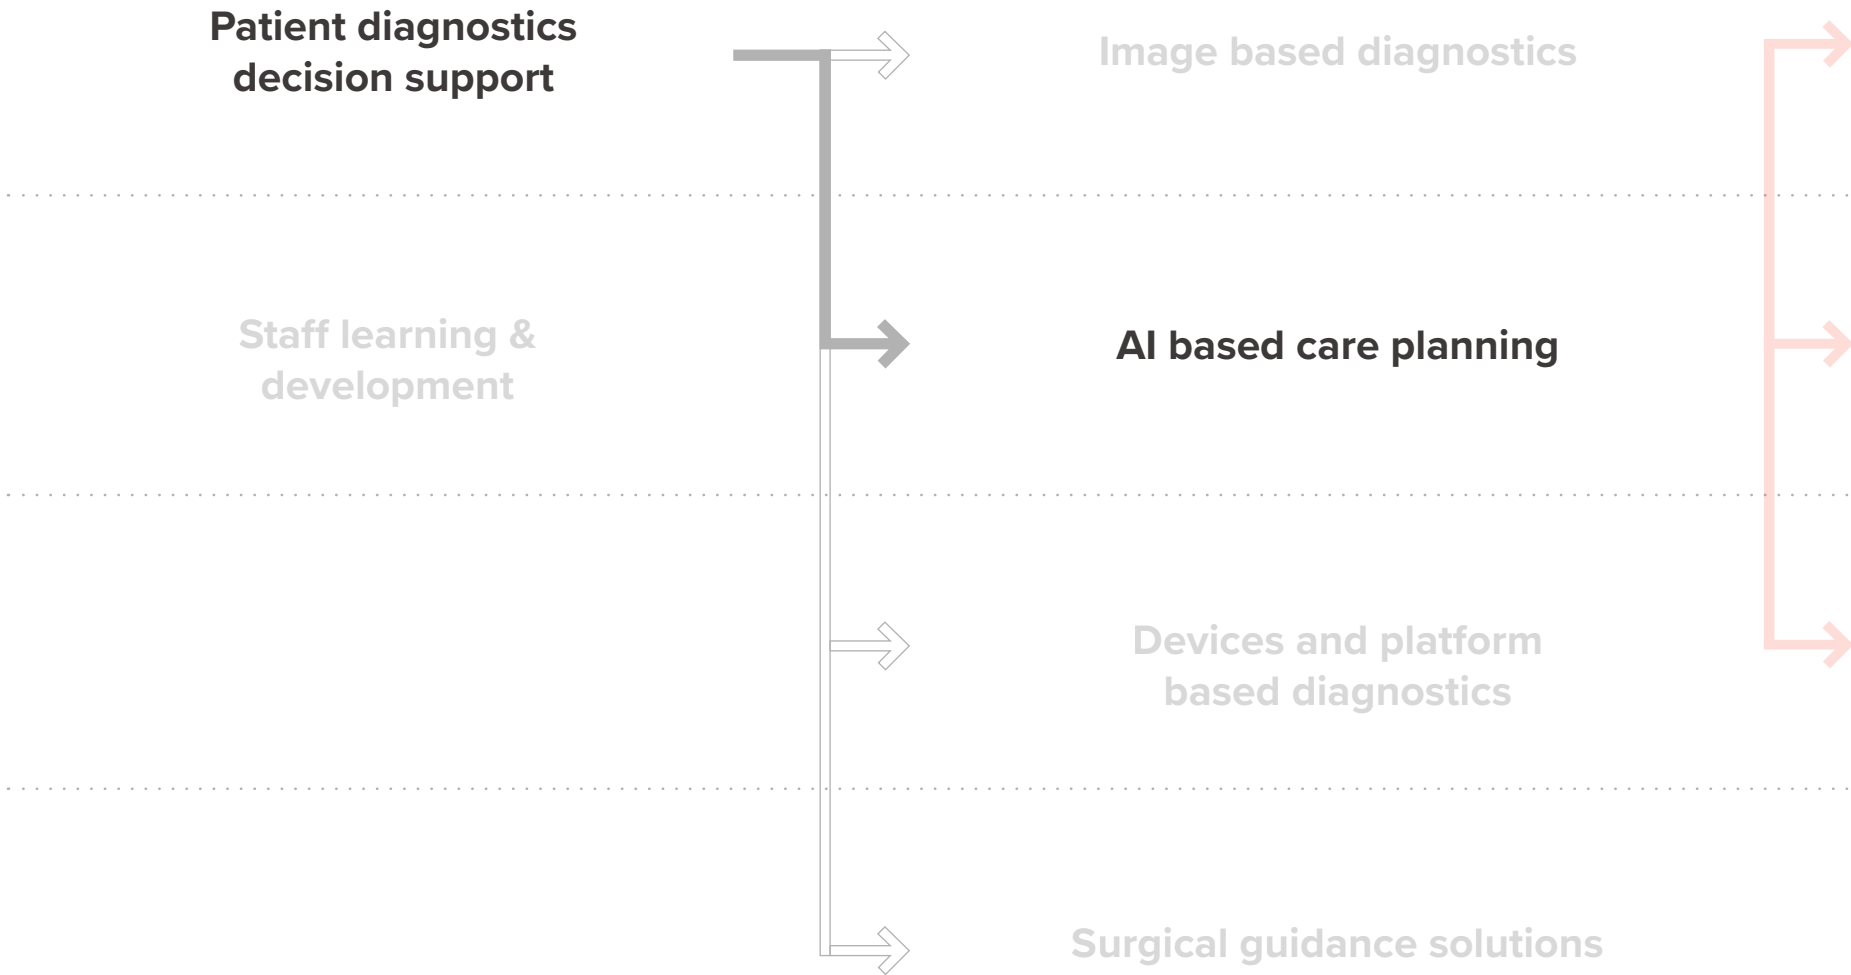 Patient diagnostics
decision support
Image based diagnostics
Staff learning &
development
AI based care planning
Devices and platform
based diagnostics
Surgical guidance solutions